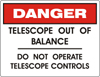 DANGER
TELESCOPE OUT OF
BALANCE
DO NOT OPERATE
TELESCOPE CONTROLS